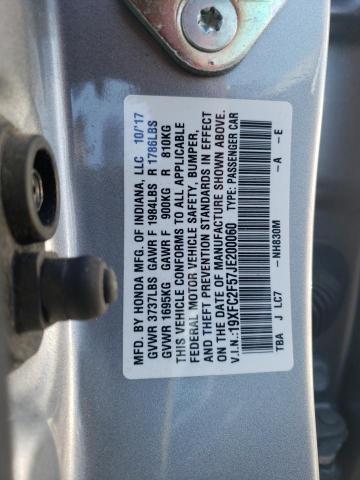 MFD. BY HONDA MFG. OF INDIANA, LLC 10/'17
GVWR 3737LBS GAWR F 1984LBS R 1786LBS
GVWR 1695KG GAWR F 900KG R 810KG
THIS VEHICLE CONFORMS TO ALL APPLICABLE
FEDERAL MOTOR VEHICLE SAFETY, BUMPER,
AND THEFT PREVENTION STANDARDS IN EFFECT
ON THE DATE OF MANUFACTURE SHOWN ABOVE.
V.I.N.:19XFC2F57JE200060 TYPE: PASSENGER CAR
TBA J LC7 -NH830M -A -E